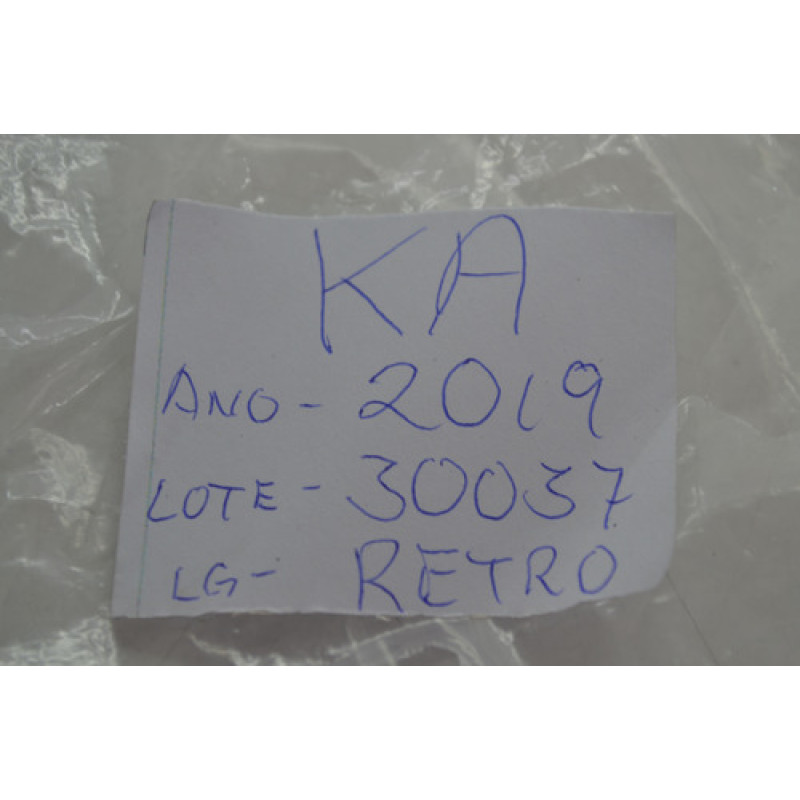 KA
ANO - 2019
LOTE - 30037
LG - RETRO